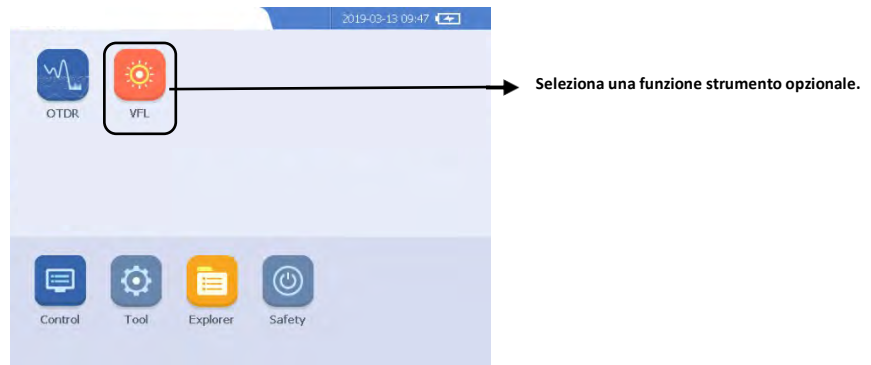 2019-03-13 09:47
OTDR VFL
Seleziona una funzione strumento opzionale.
Control Tool Explorer Safety